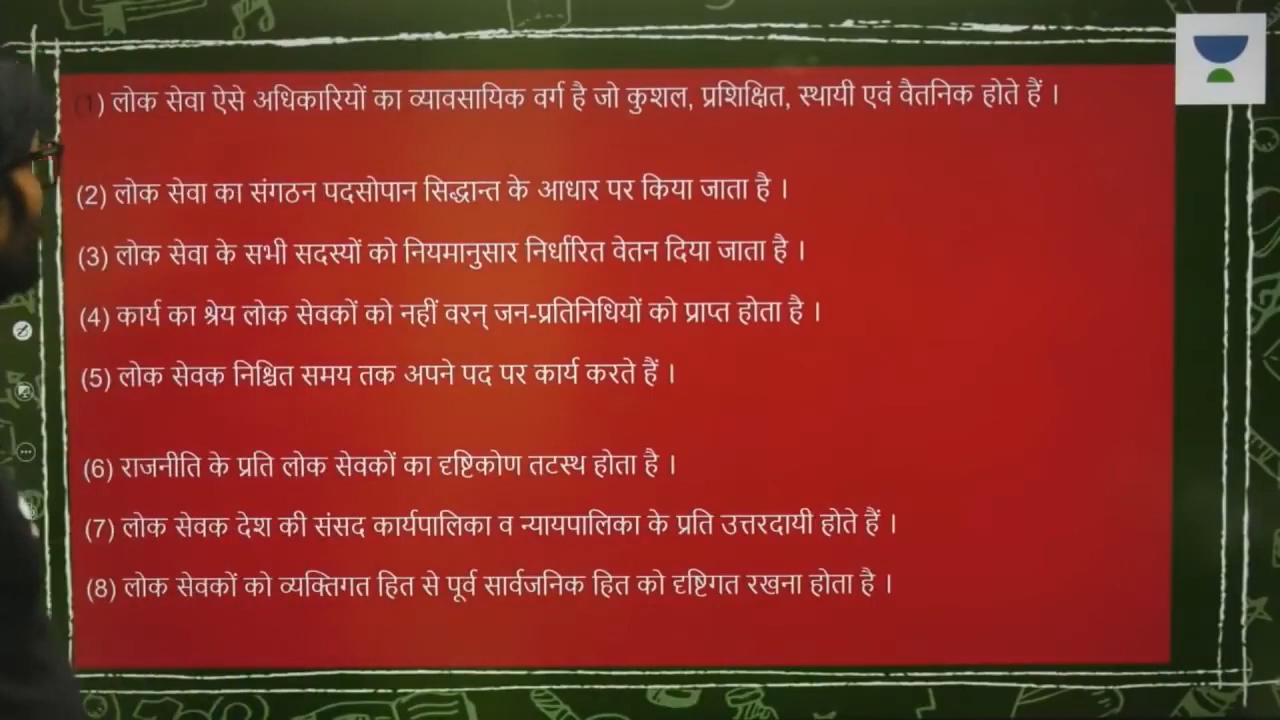 (1) लोक सेवा ऐसे अधिकारियों का व्यावसायिक वर्ग है जो कुशल, प्रशिक्षित, स्थायी एवं वैतनिक होते हैं ।
(2) लोक सेवा का संगठन पदसोपान सिद्धान्त के आधार पर किया जाता है ।
(3) लोक सेवा के सभी सदस्यों को नियमानुसार निर्धारित वेतन दिया जाता है ।
(4) कार्य का श्रेय लोक सेवकों को नहीं वरन् जन-प्रतिनिधियों को प्राप्त होता है ।
(5) लोक सेवक निश्चित समय तक अपने पद पर कार्य करते हैं ।
(6) राजनीति के प्रति लोक सेवकों का दृष्टिकोण तटस्थ होता है ।
(7) लोक सेवक देश की संसद कार्यपालिका व न्यायपालिका के प्रति उत्तरदायी होते हैं ।
(8) लोक सेवकों को व्यक्तिगत हित से पूर्व सार्वजनिक हित को दृष्टिगत रखना होता है ।